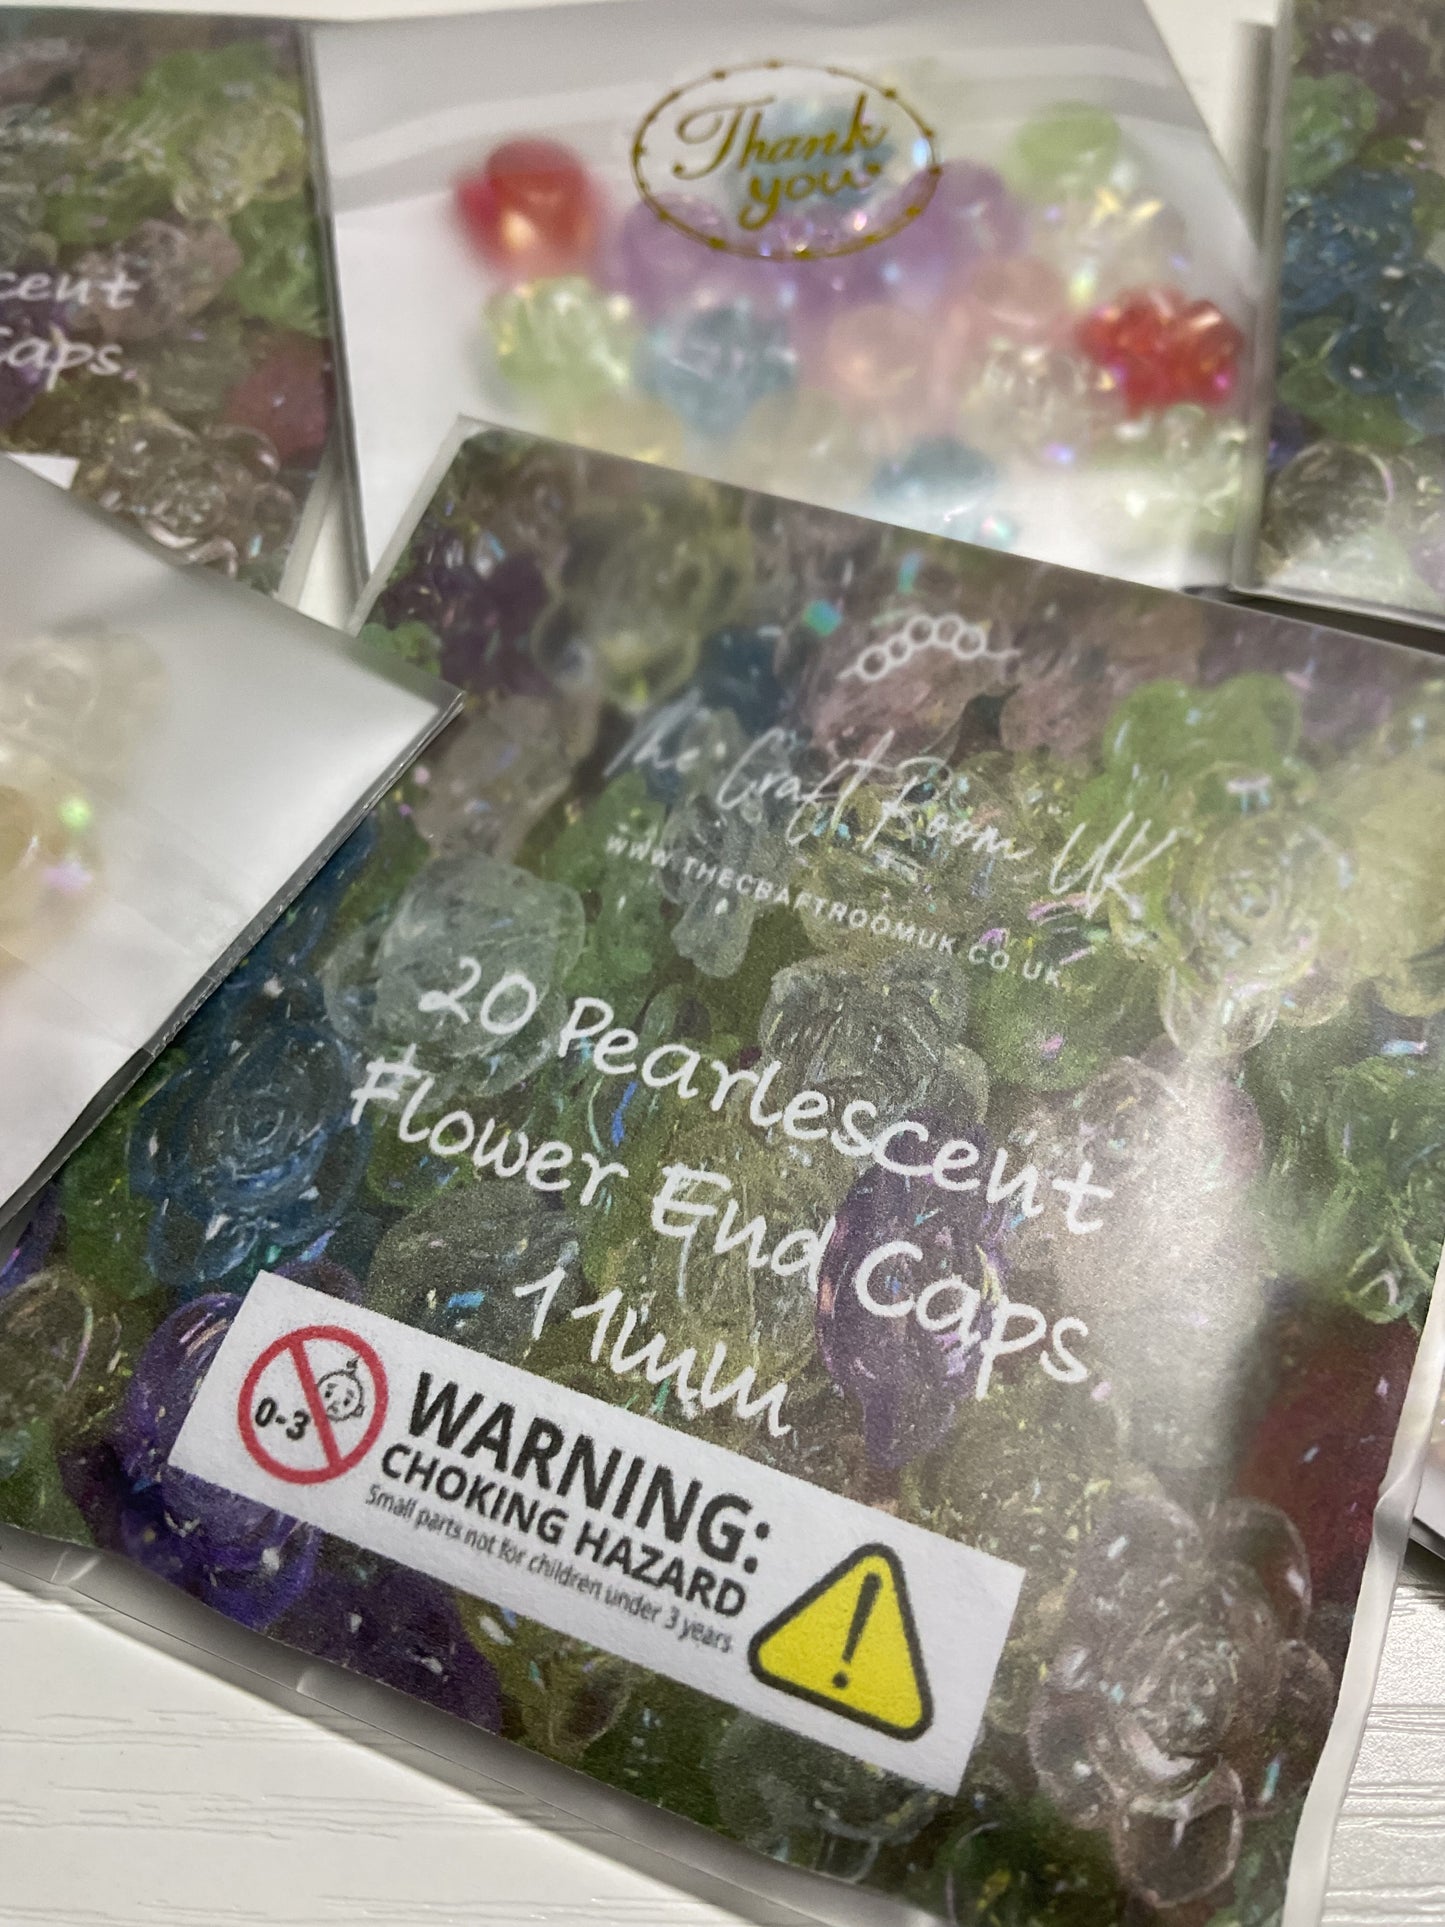 Thank
you
cent
Caps.
The Craft Room UK
WWW.THECRAFTROOMUK.CO.UK
20 Pearlescent
Flower End Caps.
11mm
0-3
WARNING:
CHOKING HAZARD
Small parts not for children under 3 years